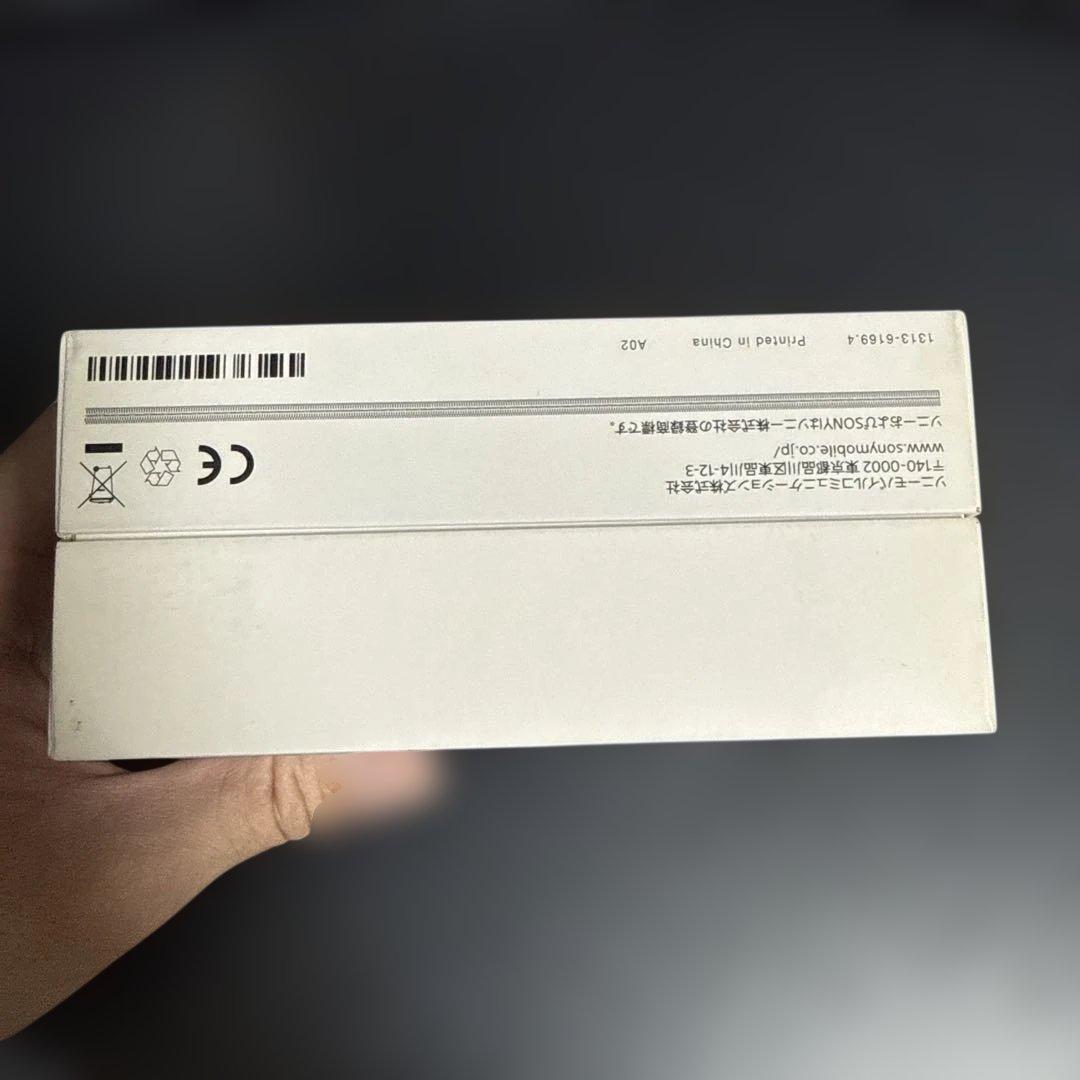 ソニーモバイルコミュニケーションズ株式会社
〒140-0002 東京都品川区東品川4-12-3
www.sonymobile.co.jp/
ソニーおよびSONYはソニー株式会社の登録商標です。
1313-6169.4 Printed in China A02
CE